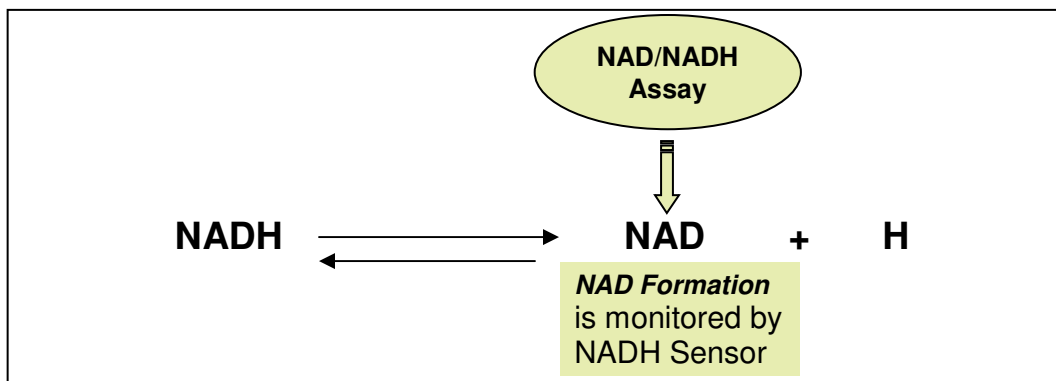 NAD/NADH
Assay
NADH NAD + H
NAD Formation
is monitored by
NADH Sensor